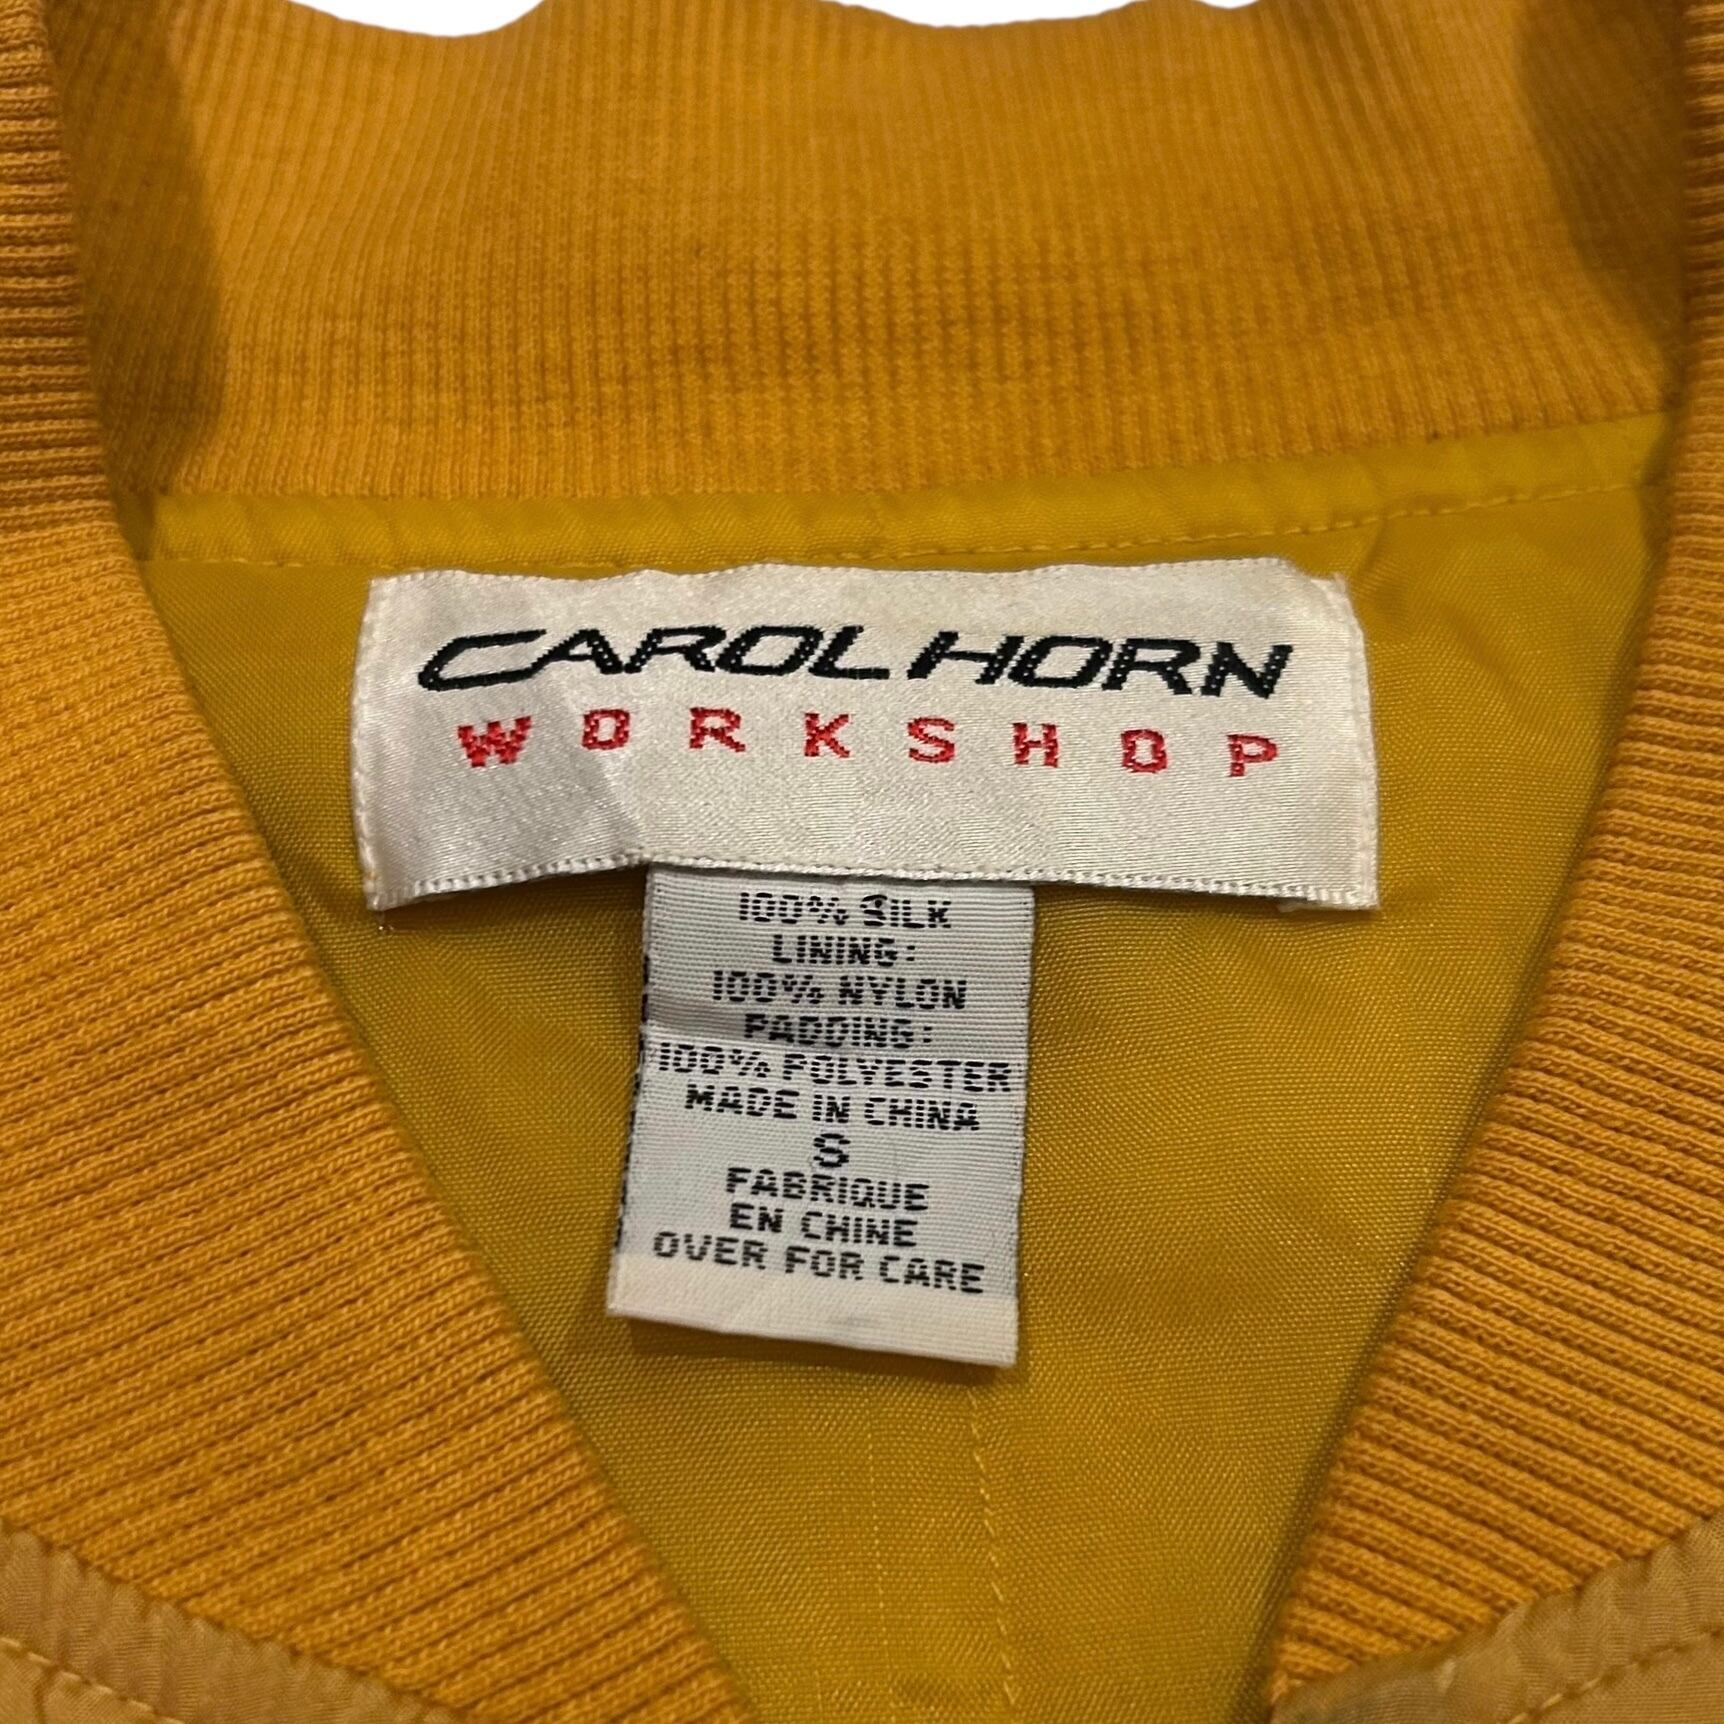 CAROL HORN
WORKSHOP
100% SILK
LINING:
100% NYLON
PADDING:
100% POLYESTER
MADE IN CHINA
S
FABRIQUE
EN CHINE
OVER FOR CARE